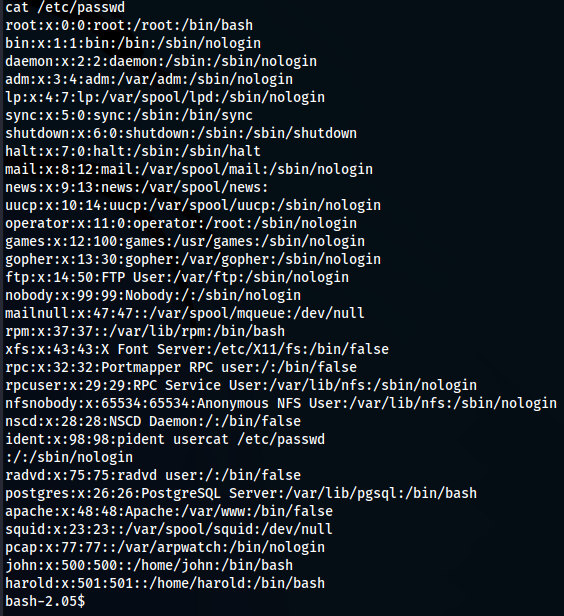 cat /etc/passwd
root:x:0:0:root:/root:/bin/bash
bin:x:1:1:bin:/bin:/sbin/nologin
daemon:x:2:2:daemon:/sbin:/sbin/nologin
adm:x:3:4:adm:/var/adm:/sbin/nologin
lp:x:4:7:lp:/var/spool/lpd:/sbin/nologin
sync:x:5:0:sync:/sbin:/bin/sync
shutdown:x:6:0:shutdown:/sbin:/sbin/shutdown
halt:x:7:0:halt:/sbin:/sbin/halt
mail:x:8:12:mail:/var/spool/mail:/sbin/nologin
news:x:9:13:news:/var/spool/news:
uucp:x:10:14:uucp:/var/spool/uucp:/sbin/nologin
operator:x:11:0:operator:/root:/sbin/nologin
games:x:12:100:games:/usr/games:/sbin/nologin
gopher:x:13:30:gopher:/var/gopher:/sbin/nologin
ftp:x:14:50:FTP User:/var/ftp:/sbin/nologin
nobody:x:99:99:Nobody:/:/sbin/nologin
mailnull:x:47:47::/var/spool/mqueue:/dev/null
rpm:x:37:37::/var/lib/rpm:/bin/bash
xfs:x:43:43:X Font Server:/etc/X11/fs:/bin/false
rpc:x:32:32:Portmapper RPC user:/:/bin/false
rpcuser:x:29:29:RPC Service User:/var/lib/nfs:/sbin/nologin
nfsnobody:x:65534:65534:Anonymous NFS User:/var/lib/nfs:/sbin/nologin
nscd:x:28:28:NSCD Daemon:/:/bin/false
ident:x:98:98:pident usercat /etc/passwd
:/:/sbin/nologin
radvd:x:75:75:radvd user:/:/bin/false
postgres:x:26:26:PostgreSQL Server:/var/lib/pgsql:/bin/bash
apache:x:48:48:Apache:/var/www:/bin/false
squid:x:23:23::/var/spool/squid:/dev/null
pcap:x:77:77::/var/arpwatch:/bin/nologin
john:x:500:500::/home/john:/bin/bash
harold:x:501:501::/home/harold:/bin/bash
bash-2.05$